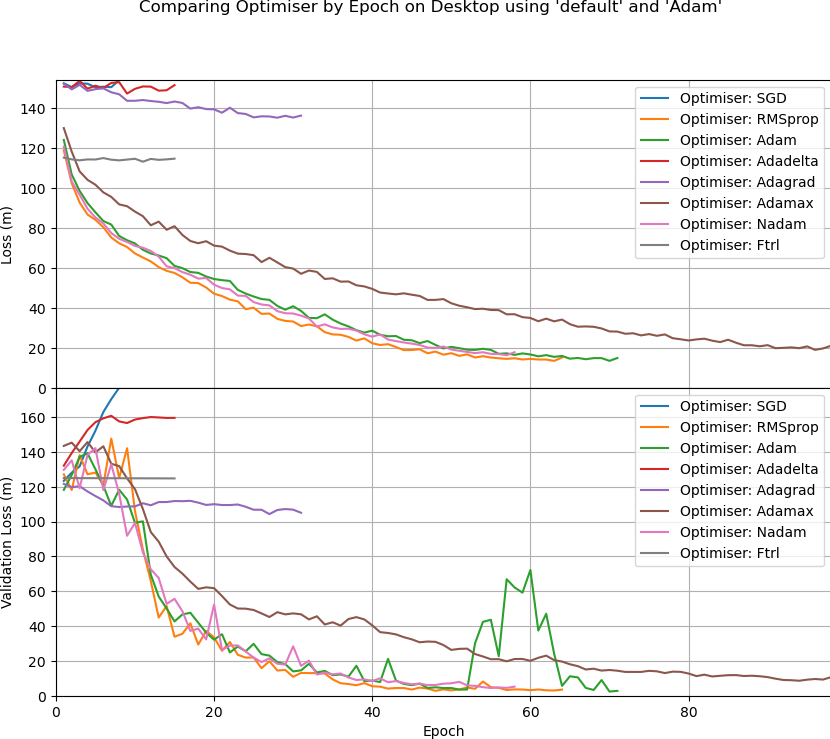 Comparing Optimiser by Epoch on Desktop using 'default' and 'Adam'
Loss (m)
140
120
100
80
60
40
20
0
Optimiser: SGD
Optimiser: RMSprop
Optimiser: Adam
Optimiser: Adadelta
Optimiser: Adagrad
Optimiser: Adamax
Optimiser: Nadam
Optimiser: Ftrl
Validation Loss (m)
160
140
120
100
80
60
40
20
0
Optimiser: SGD
Optimiser: RMSprop
Optimiser: Adam
Optimiser: Adadelta
Optimiser: Adagrad
Optimiser: Adamax
Optimiser: Nadam
Optimiser: Ftrl
0 20 40 60 80
Epoch